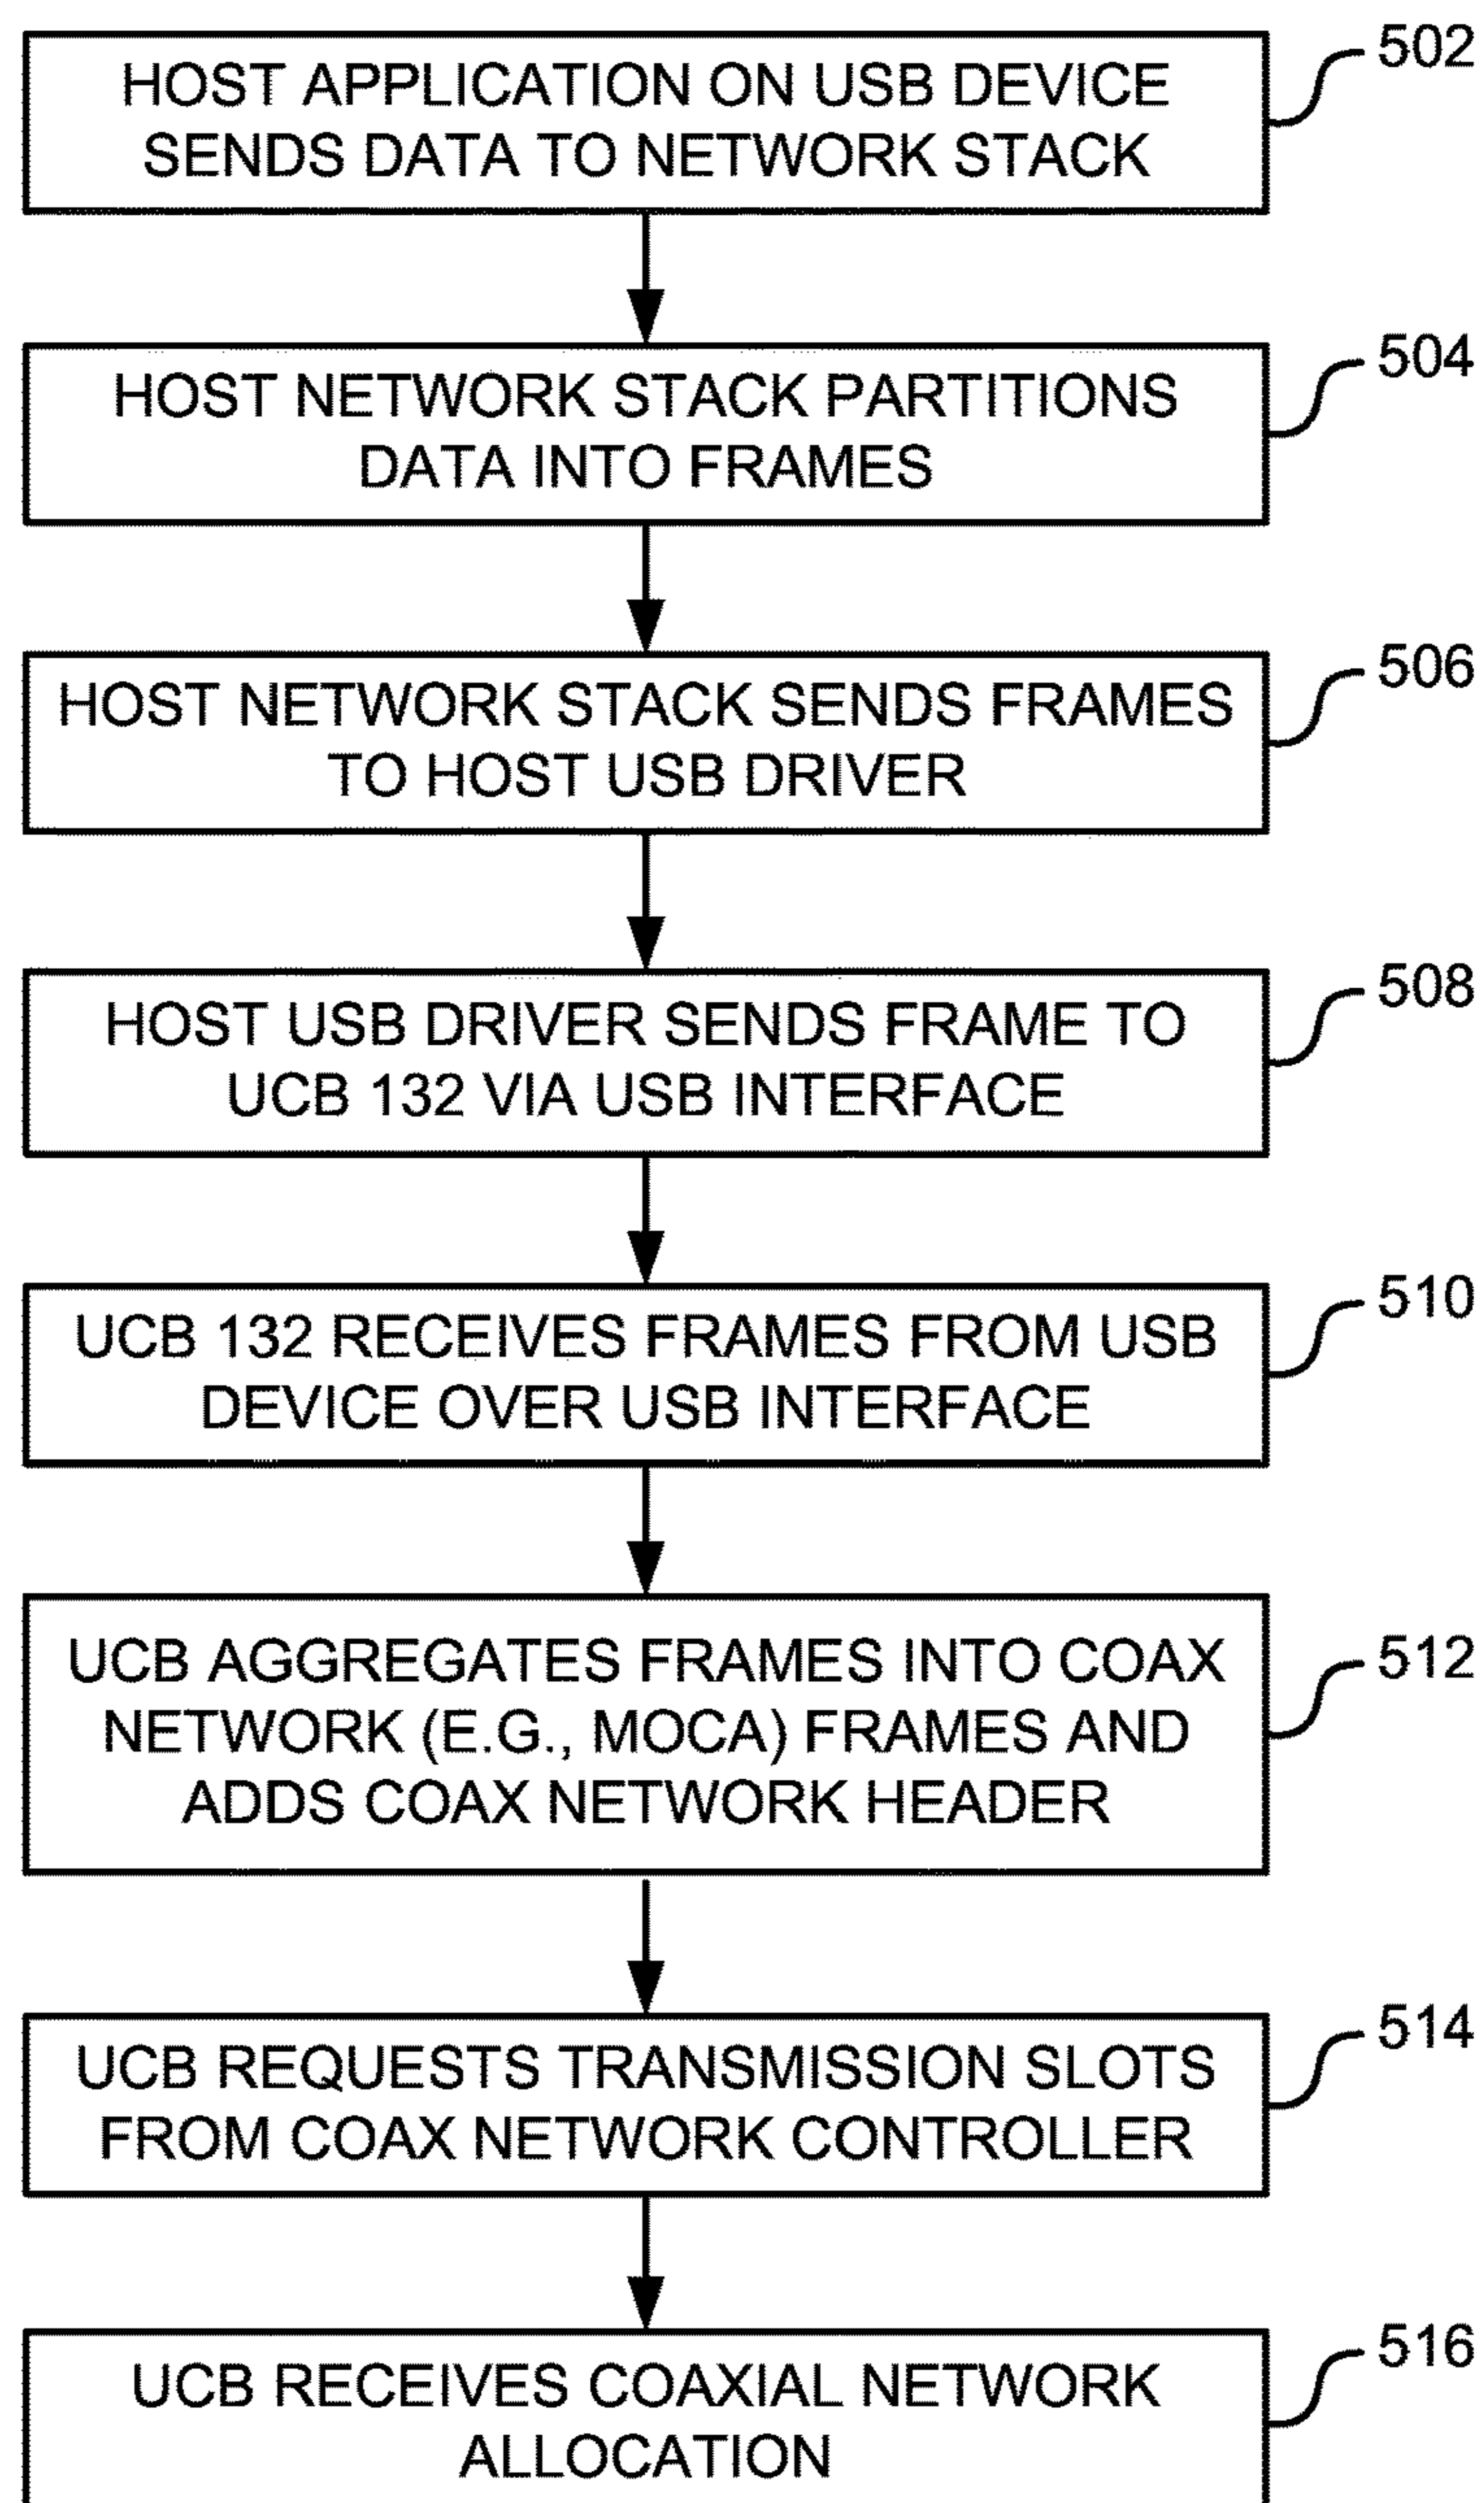 502
HOST APPLICATION ON USB DEVICE
SENDS DATA TO NETWORK STACK
504
HOST NETWORK STACK PARTITIONS
DATA INTO FRAMES
506
HOST NETWORK STACK SENDS FRAMES
TO HOST USB DRIVER
508
HOST USB DRIVER SENDS FRAME TO
UCB 132 VIA USB INTERFACE
510
UCB 132 RECEIVES FRAMES FROM USB
DEVICE OVER USB INTERFACE
512
UCB AGGREGATES FRAMES INTO COAX
NETWORK (E.G., MOCA) FRAMES AND
ADDS COAX NETWORK HEADER
514
UCB REQUESTS TRANSMISSION SLOTS
FROM COAX NETWORK CONTROLLER
516
UCB RECEIVES COAXIAL NETWORK
ALLOCATION